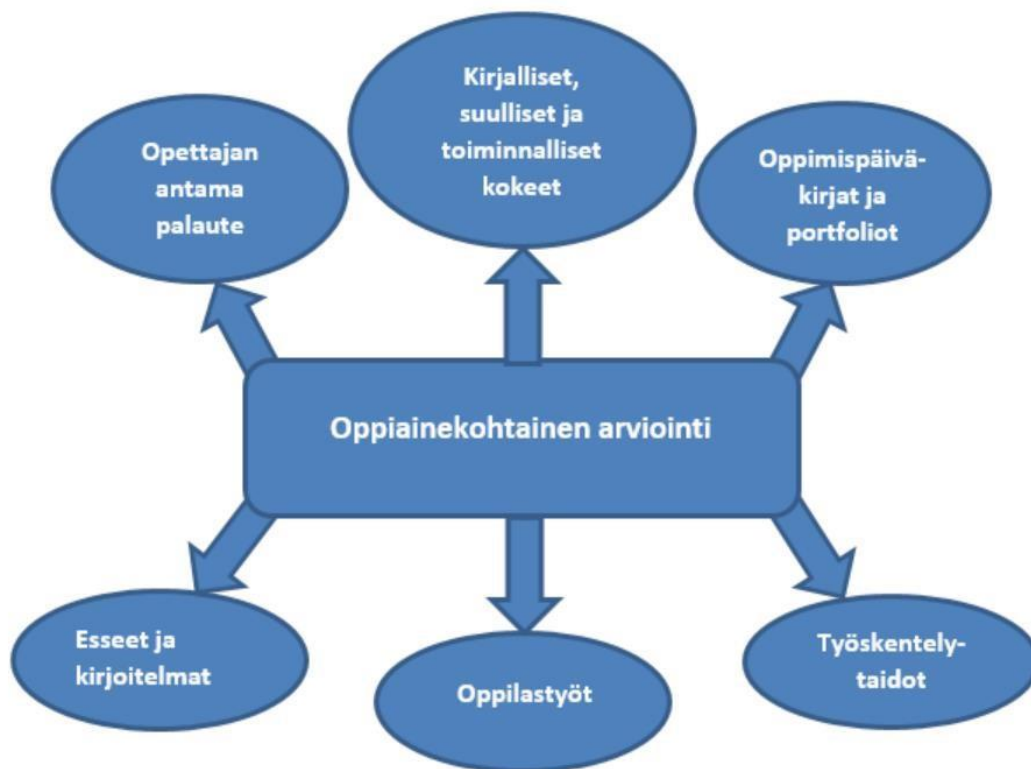 Kirjalliset,
suulliset ja
toiminnalliset
kokeet
Opettajan
antama
palaute
Oppimispäivä-
kirjat ja
portfoliot
Oppiainekohtainen arviointi
Esseet ja
kirjoitelmat
Oppilastyöt
Työskentely-
taidot